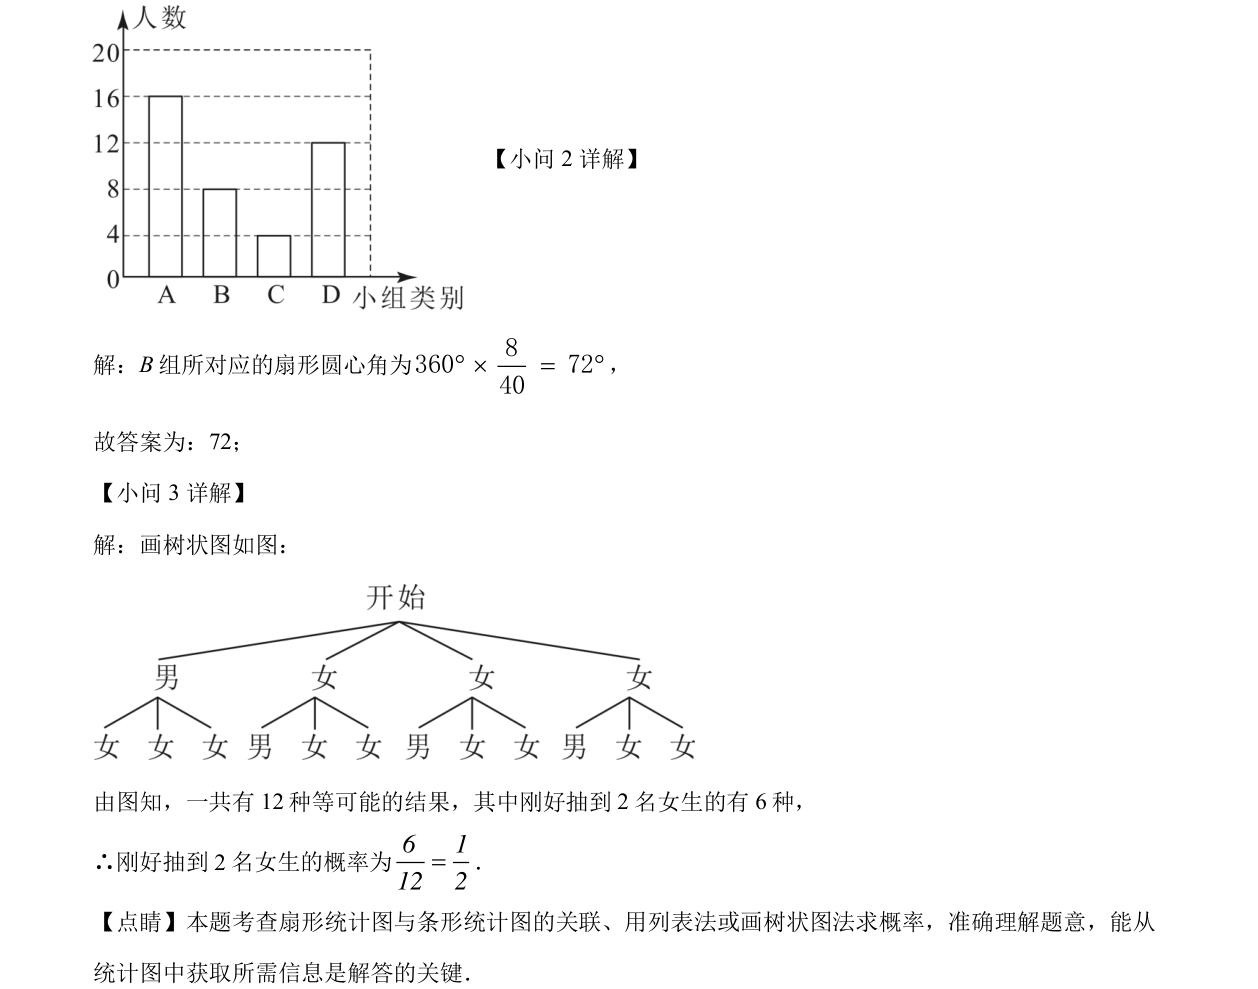 人数
20
16
12
8
4
0
A B C D 小组类别
【小问 2 详解】
解：B 组所对应的扇形圆心角为360° × 8/40 = 72°，
故答案为：72；
【小问 3 详解】
解：画树状图如图：
开始
男 女 女 女
女 女 女 男 女 女 男 女 女 男 女 女
由图知，一共有 12 种等可能的结果，其中刚好抽到 2 名女生的有 6 种，
∴刚好抽到 2 名女生的概率为 6/12 = 1/2 .
【点睛】本题考查扇形统计图与条形统计图的关联、用列表法或画树状图法求概率，准确理解题意，能从
统计图中获取所需信息是解答的关键．